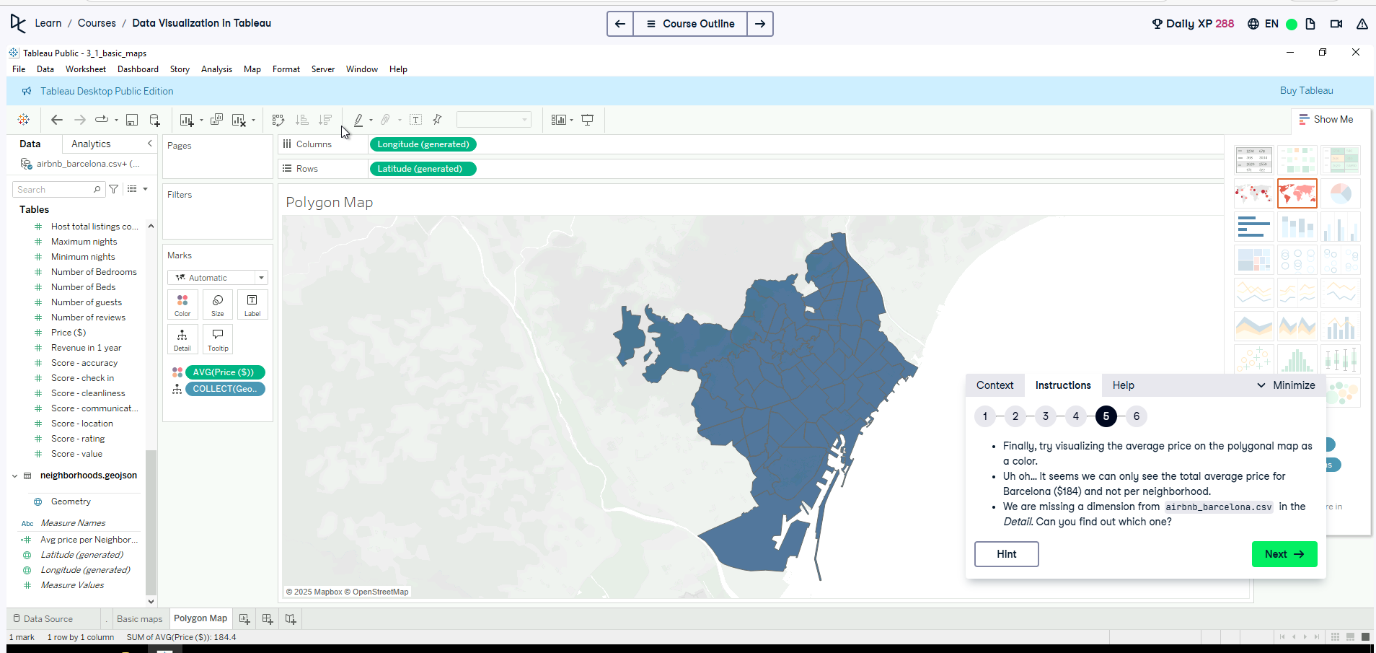 Learn / Courses / Data Visualization in Tableau
Course Outline
Daily XP 288
EN
Tableau Public - 3_1_basic_maps
File Data Worksheet Dashboard Story Analysis Map Format Server Window Help
Tableau Desktop Public Edition
Buy Tableau
Show Me
Data Analytics
airbnb_barcelona.csv+ (...
Search
Tables
Host total listings co...
Maximum nights
Minimum nights
Number of Bedrooms
Number of Beds
Number of guests
Number of reviews
Price ($)
Revenue in 1 year
Score - accuracy
Score - check in
Score - cleanliness
Score - communicat...
Score - location
Score - rating
Score - value
neighborhoods.geojson
Geometry
Abc Measure Names
Avg price per Neighbor...
Latitude (generated)
Longitude (generated)
Measure Values
Pages
Filters
Marks
Automatic
Color Size Label
Detail Tooltip
AVG(Price ($))
COLLECT(Geo..
Columns Longitude (generated)
Rows Latitude (generated)
Polygon Map
© 2025 Mapbox © OpenStreetMap
Context Instructions Help Minimize
1 2 3 4 5 6
• Finally, try visualizing the average price on the polygonal map as
a color.
• Uh oh... It seems we can only see the total average price for
Barcelona ($184) and not per neighborhood.
• We are missing a dimension from airbnb_barcelona.csv in the
Detail. Can you find out which one?
Hint
Next
Data Source Basic maps Polygon Map
1 mark 1 row by 1 column SUM of AVG(Price ($)): 184.4